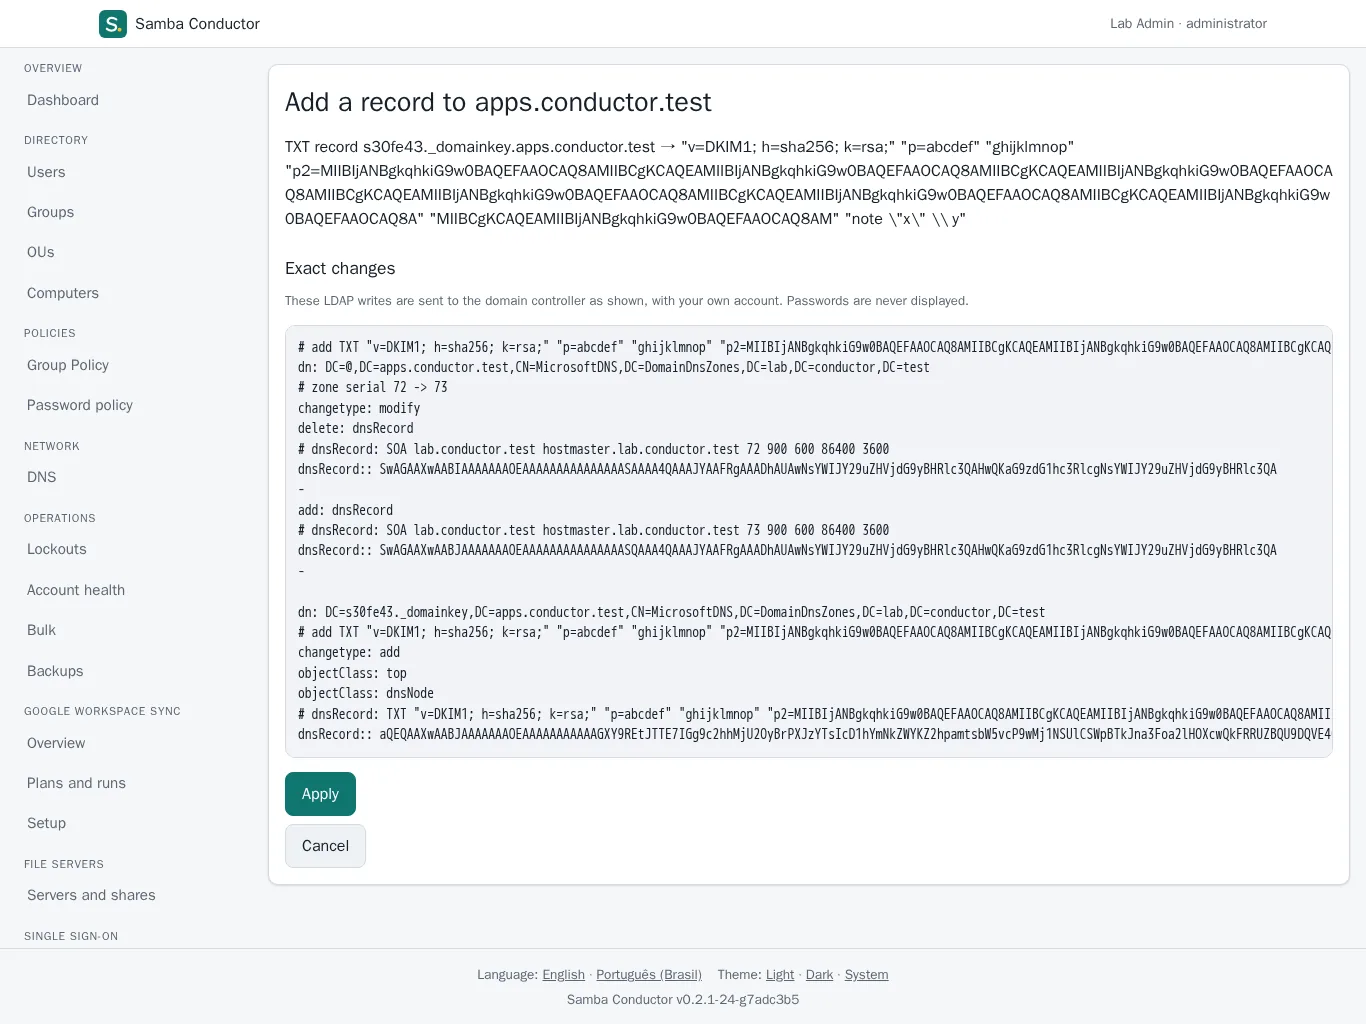 S.
Samba Conductor
Lab Admin · administrator
OVERVIEW
Dashboard
DIRECTORY
Users
Groups
OUs
Computers
POLICIES
Group Policy
Password policy
NETWORK
DNS
OPERATIONS
Lockouts
Account health
Bulk
Backups
GOOGLE WORKSPACE SYNC
Overview
Plans and runs
Setup
FILE SERVERS
Servers and shares
SINGLE SIGN-ON
Add a record to apps.conductor.test
TXT record s30fe43._domainkey.apps.conductor.test → "v=DKIM1; h=sha256; k=rsa;" "p=abcdef" "ghijklmnop"
"p2=MIIBIjANBgkqhkiG9w0BAQEFAAOCAQ8AMIIBCgKCAQEAMIIBIjANBgkqhkiG9w0BAQEFAAOCAQ8AMIIBCgKCAQEAMIIBIjANBgkqhkiG9w0BAQEFAAOCA
Q8AMIIBCgKCAQEAMIIBIjANBgkqhkiG9w0BAQEFAAOCAQ8AMIIBCgKCAQEAMIIBIjANBgkqhkiG9w0BAQEFAAOCAQ8AMIIBCgKCAQEAMIIBIjANBgkqhkiG9w
0BAQEFAAOCAQ8A" "MIIBCgKCAQEAMIIBIjANBgkqhkiG9w0BAQEFAAOCAQ8AM" "note \"x\" \\ y"
Exact changes
These LDAP writes are sent to the domain controller as shown, with your own account. Passwords are never displayed.
# add TXT "v=DKIM1; h=sha256; k=rsa;" "p=abcdef" "ghijklmnop" "p2=MIIBIjANBgkqhkiG9w0BAQEFAAOCAQ8AMIIBCgKCAQEAMIIBIjANBgkqhkiG9w0BAQEFAAOCAQ8AMIIBCgKCAQ
dn: DC=@,DC=apps.conductor.test,CN=MicrosoftDNS,DC=DomainDnsZones,DC=lab,DC=conductor,DC=test
# zone serial 72 -> 73
changetype: modify
delete: dnsRecord
# dnsRecord: SOA lab.conductor.test hostmaster.lab.conductor.test 72 900 600 86400 3600
dnsRecord:: SwAGAAXwAABIAAAAAAAOEAAAAAAAAAAAAAAASAAAA4QAAAJYAAFRgAAADhAUAwNsYWIJY29uZHVjdG9yBHRlc3QAHwQKaG9zdG1hc3RlcgNsYWIJY29uZHVjdG9yBHRlc3QA
-
add: dnsRecord
# dnsRecord: SOA lab.conductor.test hostmaster.lab.conductor.test 73 900 600 86400 3600
dnsRecord:: SwAGAAXwAABJAAAAAAAOEAAAAAAAAAAAAAAASQAAA4QAAAJYAAFRgAAADhAUAwNsYWIJY29uZHVjdG9yBHRlc3QAHwQKaG9zdG1hc3RlcgNsYWIJY29uZHVjdG9yBHRlc3QA
-
dn: DC=s30fe43._domainkey,DC=apps.conductor.test,CN=MicrosoftDNS,DC=DomainDnsZones,DC=lab,DC=conductor,DC=test
# add TXT "v=DKIM1; h=sha256; k=rsa;" "p=abcdef" "ghijklmnop" "p2=MIIBIjANBgkqhkiG9w0BAQEFAAOCAQ8AMIIBCgKCAQEAMIIBIjANBgkqhkiG9w0BAQEFAAOCAQ8AMIIBCgKCAQ
changetype: add
objectClass: top
objectClass: dnsNode
# dnsRecord: TXT "v=DKIM1; h=sha256; k=rsa;" "p=abcdef" "ghijklmnop" "p2=MIIBIjANBgkqhkiG9w0BAQEFAAOCAQ8AMIIBCgKCAQEAMIIBIjANBgkqhkiG9w0BAQEFAAOCAQ8AMII
dnsRecord::
Apply
Cancel
Language: English · Português (Brasil) Theme: Light · Dark · System
Samba Conductor v0.2.1-24-g7adc3b5